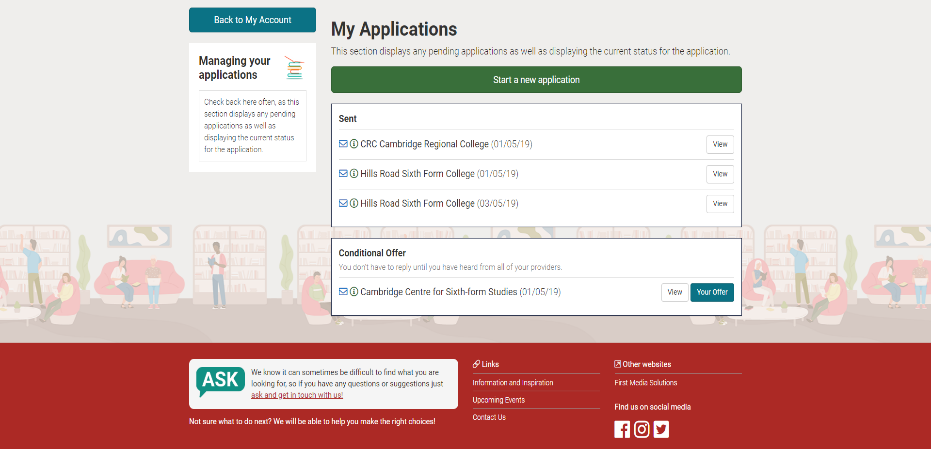 Back to My Account
Managing your
applications
Check back here often, as this
section displays any pending
applications as well as
displaying the current status
for the application.
My Applications
This section displays any pending applications as well as displaying the current status for the application.
Start a new application
Sent
CRC Cambridge Regional College (01/05/19) View
Hills Road Sixth Form College (01/05/19) View
Hills Road Sixth Form College (03/05/19) View
Conditional Offer
You don't have to reply until you have heard from all of your providers.
Cambridge Centre for Sixth-form Studies (01/05/19) View Your Offer
ASK
We know it can sometimes be difficult to find what you are
looking for, so if you have any questions or suggestions just
ask and get in touch with us!
Not sure what to do next? We will be able to help you make the right choices!
Links
Information and Inspiration
Upcoming Events
Contact Us
Other websites
First Media Solutions
Find us on social media